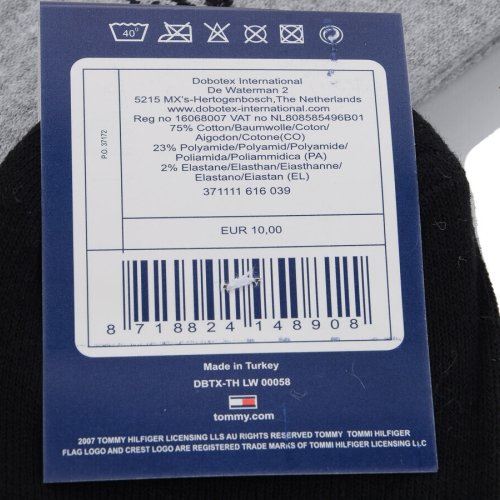 40°
P.O. 37172
Dobotex International
De Waterman 2
5215 MX's-Hertogenbosch,The Netherlands
www.dobotex-international.com
Reg no 16068007 VAT no NL808585496B01
75% Cotton/Baumwolle/Coton/
Aigodon/Cotone(CO)
23% Polyamide/Polyamid/Polyamide/
Poliamida/Poliammidica (PA)
2% Elastane/Elasthan/Eiasthanne/
Elastano/Eiastan (EL)
371111 616 039
EUR 10,00
8 718824 148908
Made in Turkey
DBTX-TH LW 00058
tommy.com
2007 TOMMY HILFIGER LICENSING LLS AU RIGHTS RESERVED TOMMY TOMMI HILFIGER
FLAG LOGO AND CREST LOGO ARE REGISTERED TRADE MARKS OF TOMMI HILFIGER LICENSING LLC